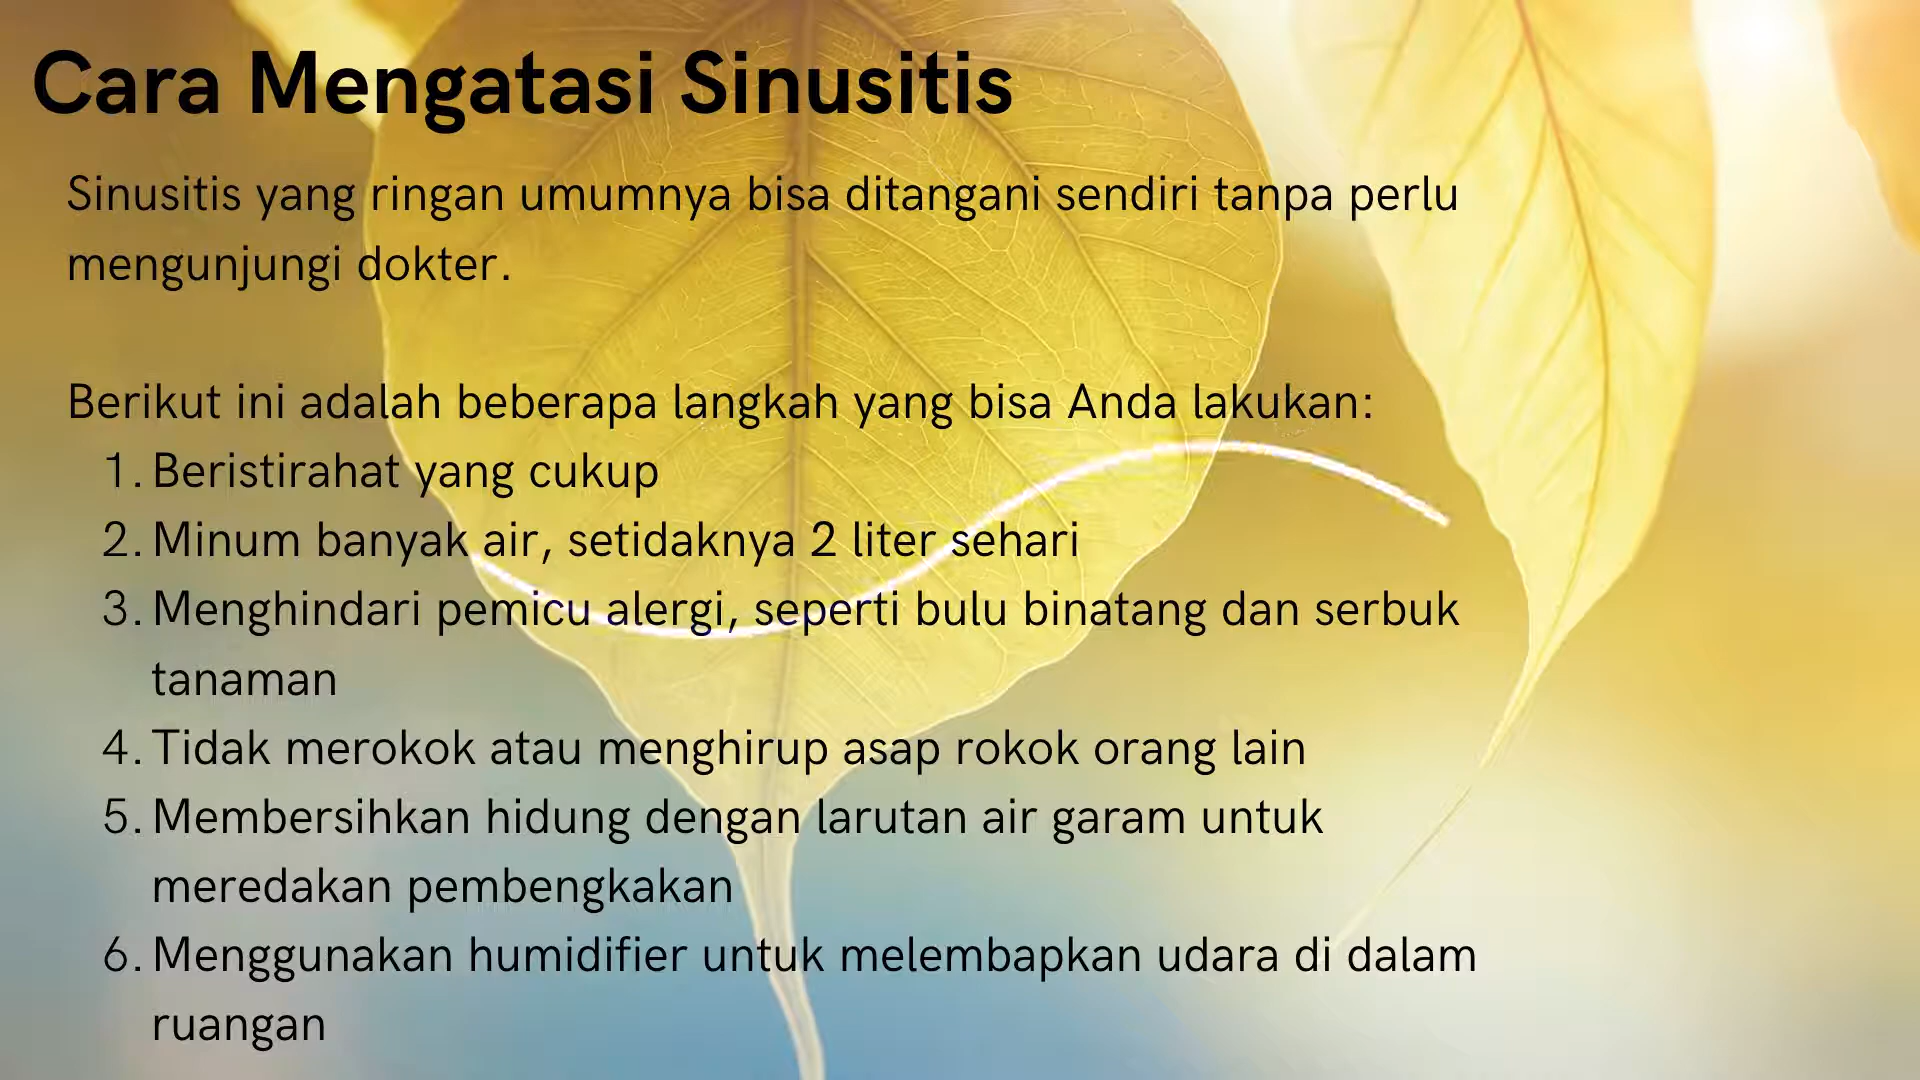 Cara Mengatasi Sinusitis
Sinusitis yang ringan umumnya bisa ditangani sendiri tanpa perlu
mengunjungi dokter.
Berikut ini adalah beberapa langkah yang bisa Anda lakukan:
1. Beristirahat yang cukup
2. Minum banyak air, setidaknya 2 liter sehari
3. Menghindari pemicu alergi, seperti bulu binatang dan serbuk
tanaman
4. Tidak merokok atau menghirup asap rokok orang lain
5. Membersihkan hidung dengan larutan air garam untuk
meredakan pembengkakan
6. Menggunakan humidifier untuk melembapkan udara di dalam
ruangan